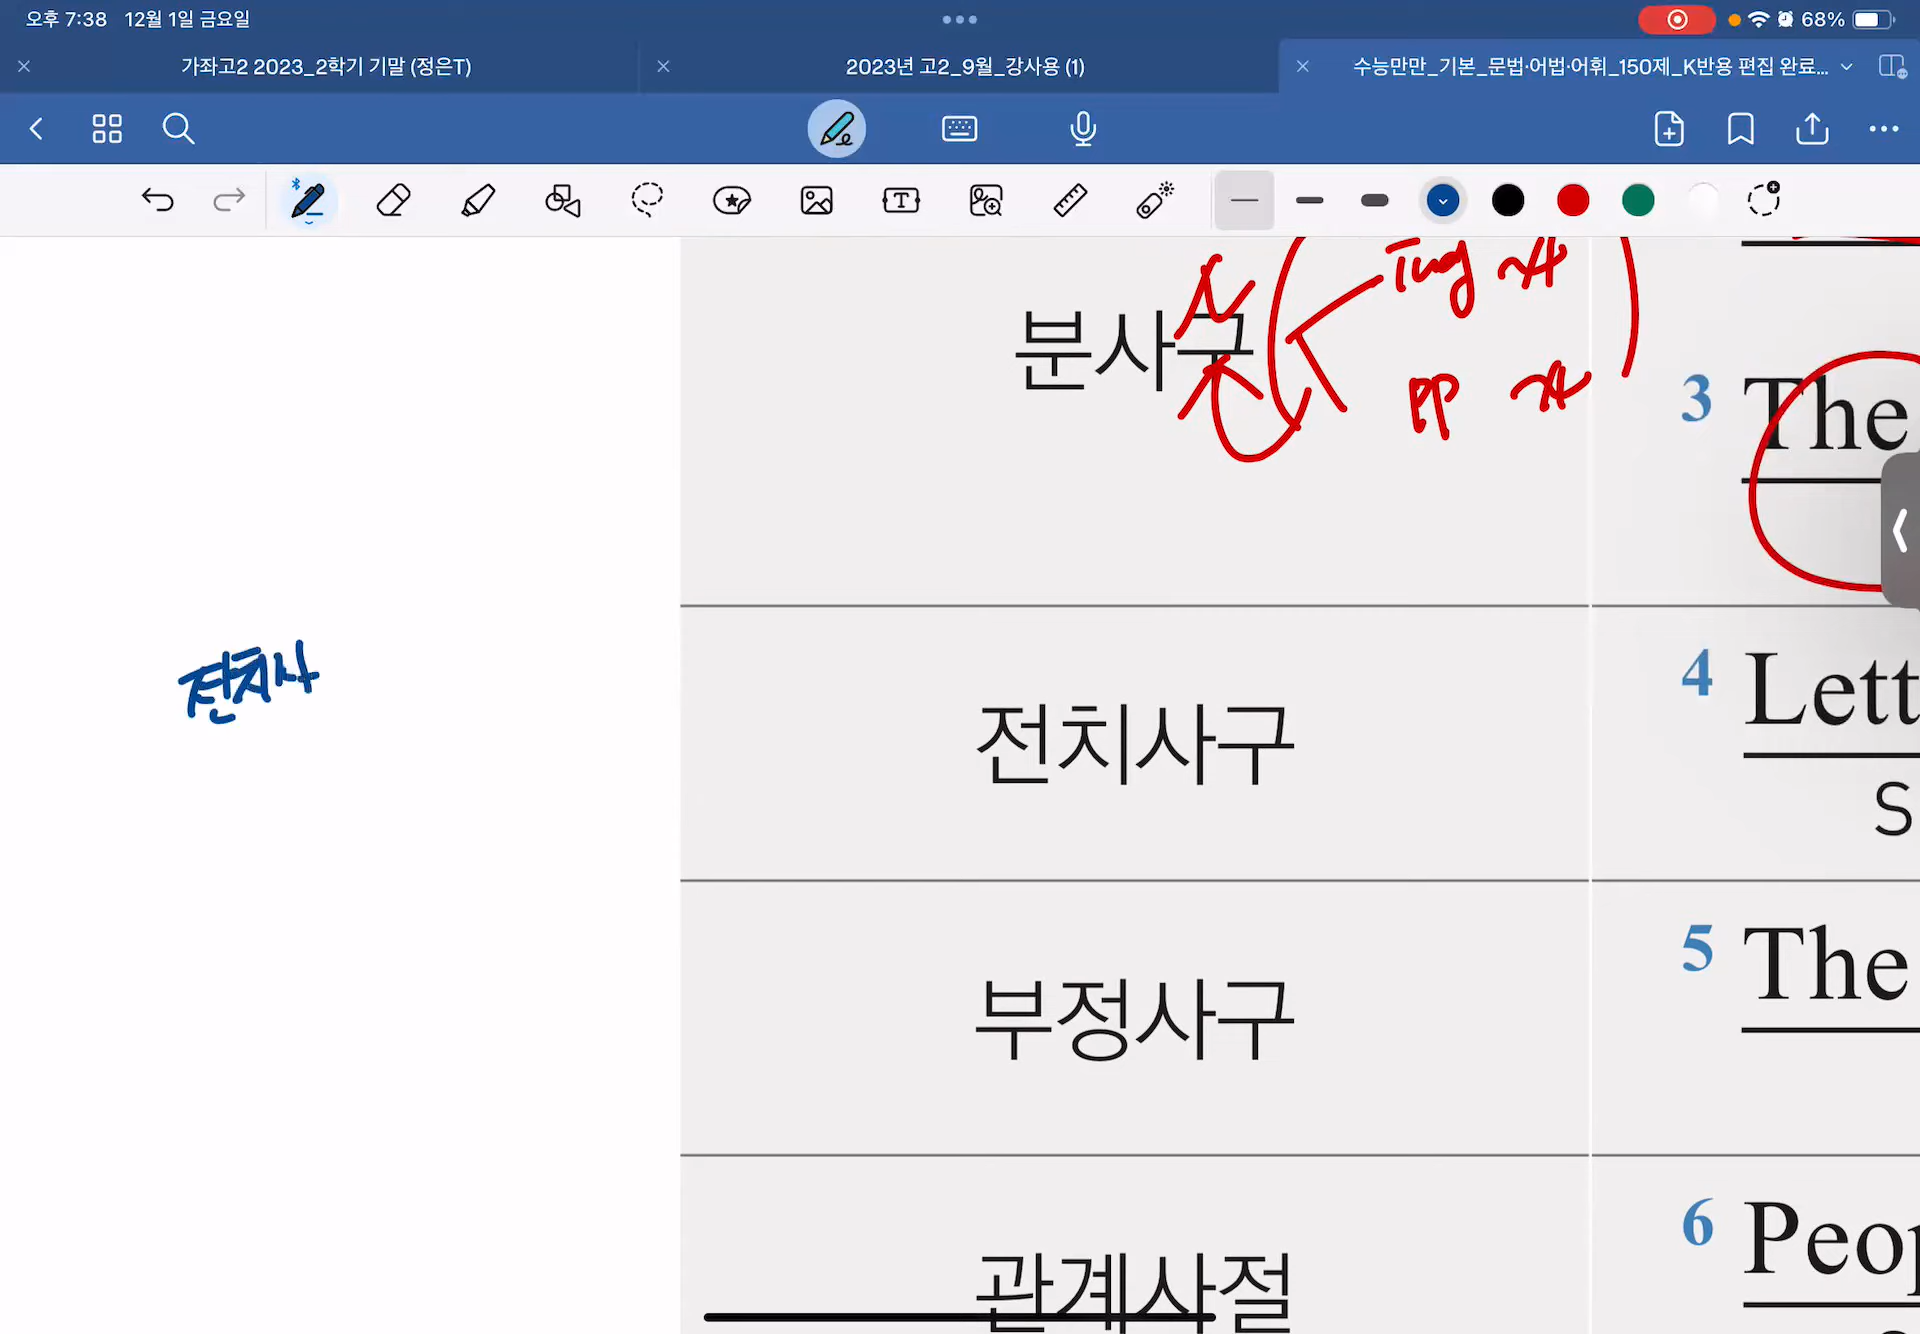 오후 7:38 12월 1일 금요일
68%
가좌고2 2023_2학기 기말 (정은T)
2023년 고2_9월_강사용 (1)
수능만만_기본_문법·어법·어휘_150제_K반용 편집 완료...
분사구
N
ing
pp
3 The
전치사
전치사구
4 Lett
S
부정사구
5 The
관계사절
6 Peop